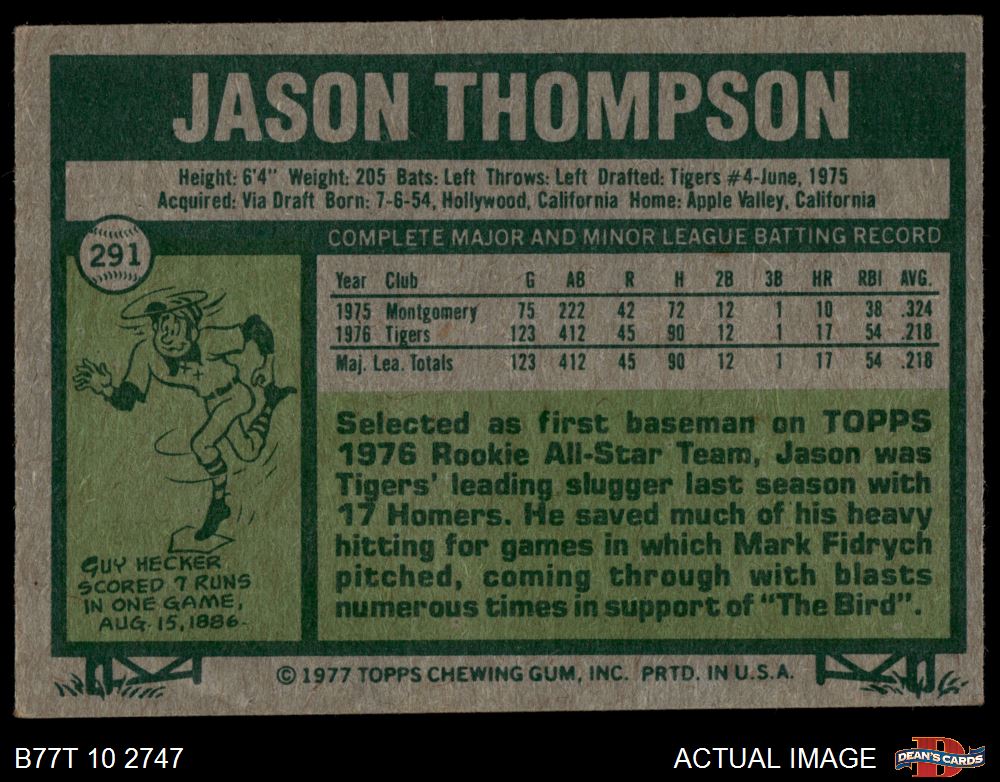 JASON THOMPSON
Height: 6'4" Weight: 205 Bats: Left Throws: Left Drafted: Tigers #4-June, 1975
Acquired: Via Draft Born: 7-6-54, Hollywood, California Home: Apple Valley, California
291
COMPLETE MAJOR AND MINOR LEAGUE BATTING RECORD
Year Club G AB R H 2B 3B HR RBI AVG.
1975 Montgomery 75 222 42 72 12 1 10 38 .324
1976 Tigers 123 412 45 90 12 1 17 54 .218
Maj. Lea. Totals 123 412 45 90 12 1 17 54 .218
Selected as first baseman on TOPPS
1976 Rookie All-Star Team, Jason was
Tigers' leading slugger last season with
17 Homers. He saved much of his heavy
hitting for games in which Mark Fidrych
pitched, coming through with blasts
numerous times in support of "The Bird".
GUY HECKER
SCORED 7 RUNS
IN ONE GAME,
AUG. 15, 1886.
© 1977 TOPPS CHEWING GUM, INC. PRTD. IN U.S.A.
B77T 10 2747
ACTUAL IMAGE
D
DEAN'S CARDS